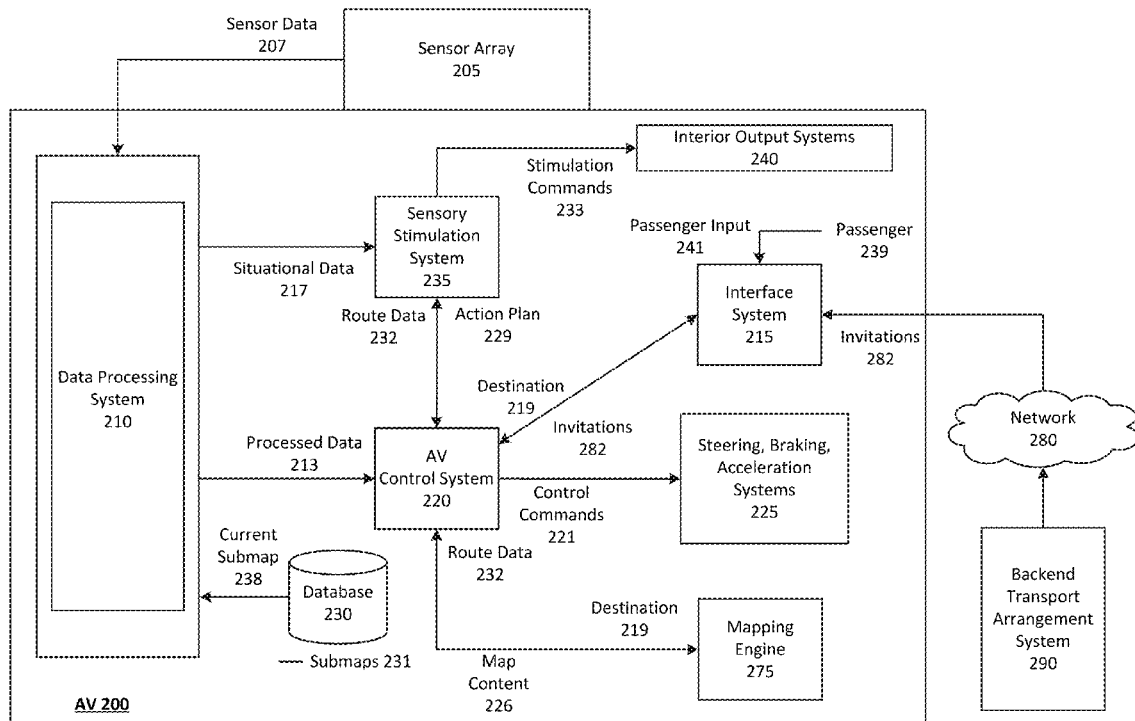 Sensor Data
207
Sensor Array
205
Interior Output Systems
240
Stimulation
Commands
233
Sensory
Stimulation
System
235
Passenger Input
241
Passenger
239
Situational Data
217
Interface
System
215
Route Data
232
Action Plan
229
Invitations
282
Data Processing
System
210
Destination
219
Network
280
Invitations
282
Processed Data
213
AV
Control System
220
Steering, Braking,
Acceleration
Systems
225
Control
Commands
221
Current
Submap
238
Route Data
232
Database
230
Backend
Transport
Arrangement
System
290
Destination
219
Mapping
Engine
275
Submaps 231
Map
Content
226
AV 200